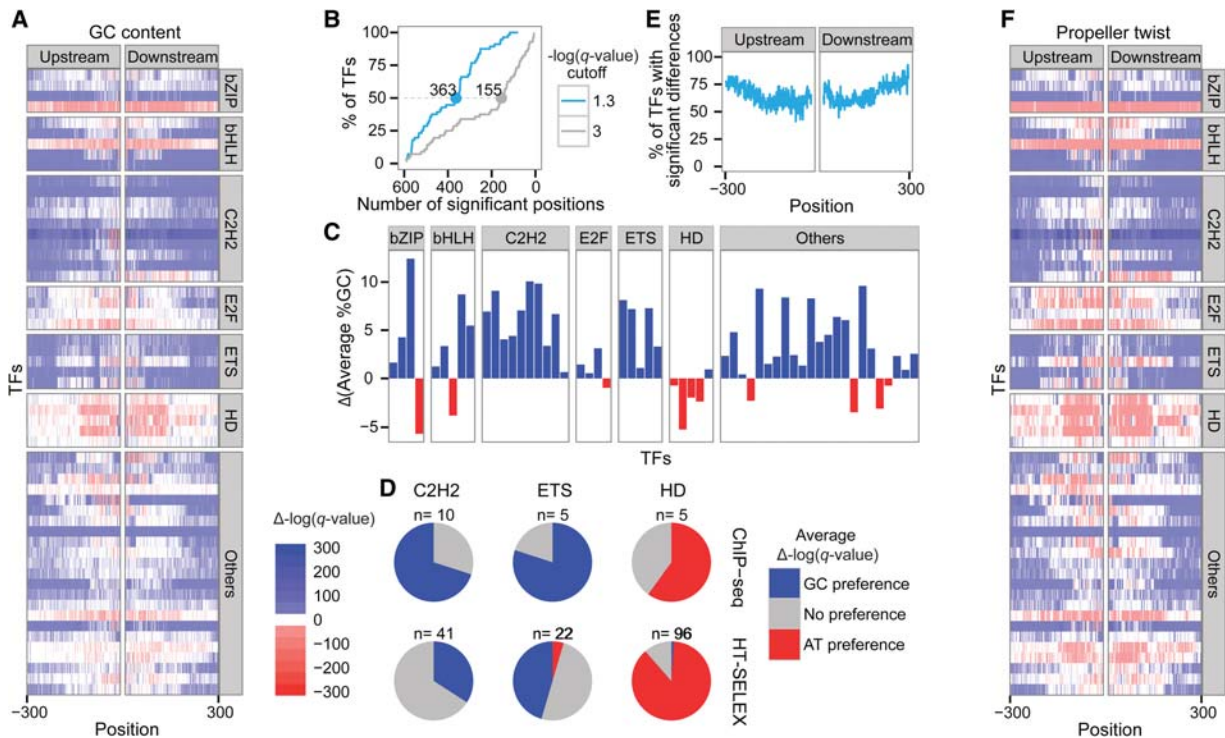 A
GC content
Upstream
Downstream
bZIP
bHLH
C2H2
E2F
ETS
HD
Others
TFs
−300
300
Position
B
% of TFs
100
75
50
25
0
363
155
600
400
200
0
Number of significant positions
-log(q-value)
cutoff
1.3
3
C
bZIP
bHLH
C2H2
E2F
ETS
HD
Others
Δ(Average %GC)
10
5
0
−5
TFs
D
C2H2
ETS
HD
n= 10
n= 5
n= 5
ChIP−seq
n= 41
n= 22
n= 96
HT-SELEX
Δ-log(q-value)
300
200
100
0
−100
−200
−300
Average
Δ-log(q-value)
GC preference
No preference
AT preference
E
Upstream
Downstream
% of TFs with
significant differences
100
75
50
25
0
−300
300
Position
F
Propeller twist
Upstream
Downstream
bZIP
bHLH
C2H2
E2F
ETS
HD
Others
TFs
−300
300
Position